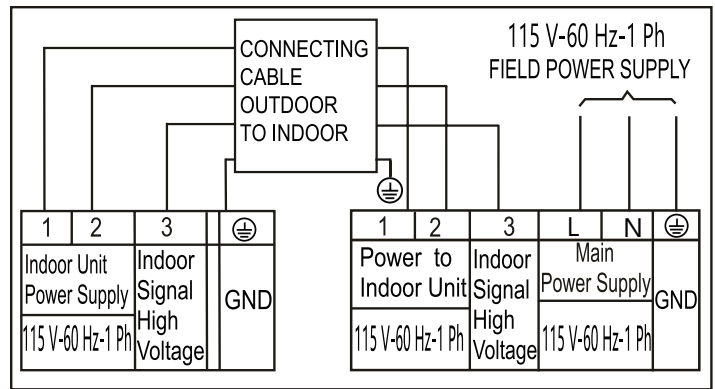 CONNECTING
CABLE
OUTDOOR
TO INDOOR
115 V-60 Hz-1 Ph
FIELD POWER SUPPLY
1 2 3
Indoor Unit
Power Supply
115 V-60 Hz-1 Ph
Indoor
Signal
High
Voltage
GND
1 2 3 L N
Power to
Indoor Unit
115 V-60 Hz-1 Ph
Indoor
Signal
High
Voltage
Main
Power Supply
115 V-60 Hz-1 Ph
GND